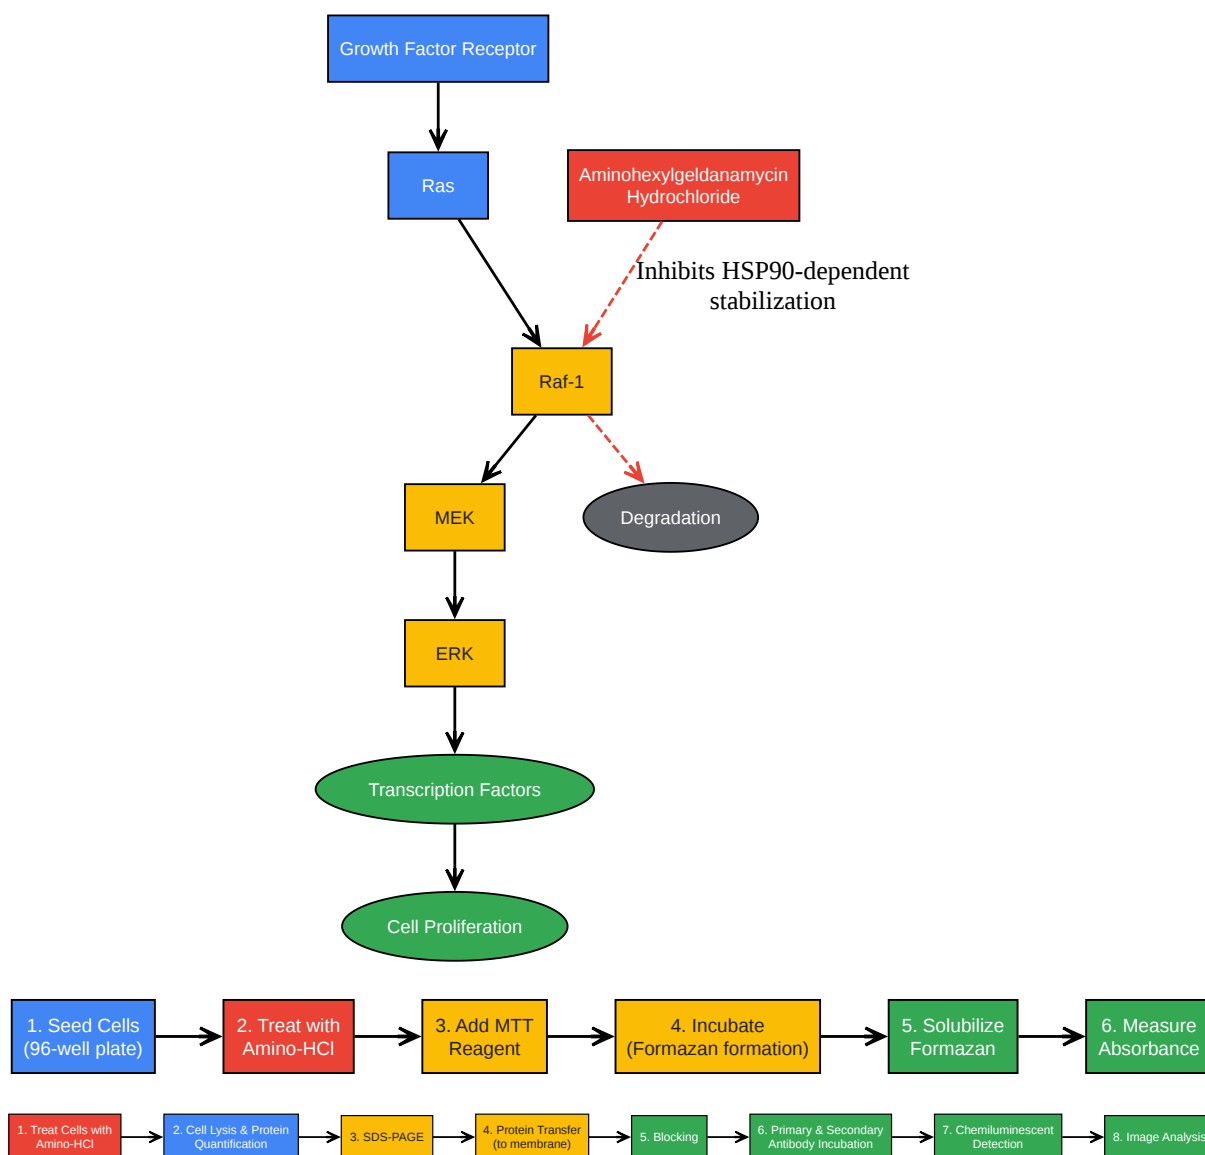 Growth Factor Receptor
Ras
Aminohexylgeldanamycin
Hydrochloride
Inhibits HSP90-dependent
stabilization
Raf-1
MEK
Degradation
ERK
Transcription Factors
Cell Proliferation
1. Seed Cells
(96-well plate)
2. Treat with
Amino-HCl
3. Add MTT
Reagent
4. Incubate
(Formazan formation)
5. Solubilize
Formazan
6. Measure
Absorbance
1. Treat Cells with
Amino-HCl
2. Cell Lysis & Protein
Quantification
3. SDS-PAGE
4. Protein Transfer
(to membrane)
5. Blocking
6. Primary & Secondary
Antibody Incubation
7. Chemiluminescent
Detection
8. Image Analysis